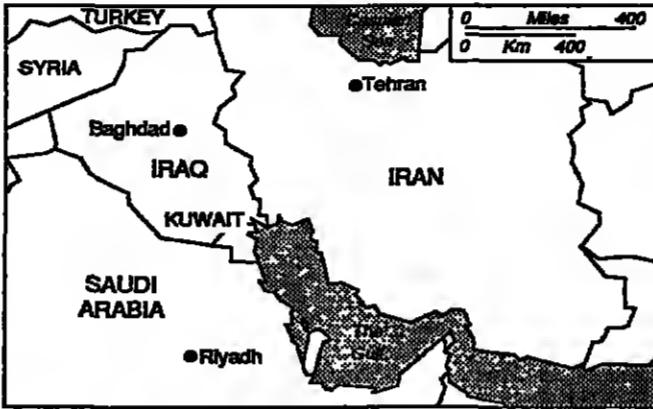 TURKEY
0 Miles 400
0 Km 400
SYRIA
Tehran
Baghdad
IRAQ
IRAN
KUWAIT
SAUDI
ARABIA
Riyadh